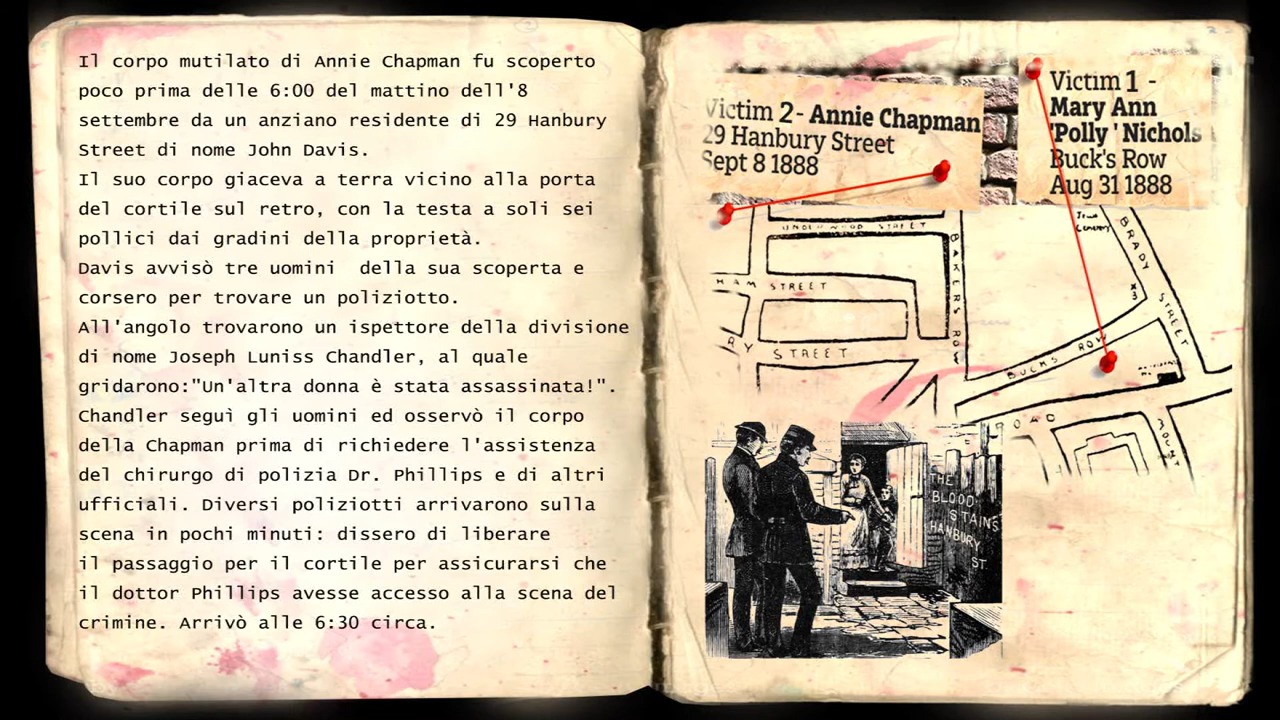 Il corpo mutilato di Annie Chapman fu scoperto
poco prima delle 6:00 del mattino dell'8
settembre da un anziano residente di 29 Hanbury
Street di nome John Davis.
Il suo corpo giaceva a terra vicino alla porta
del cortile sul retro, con la testa a soli sei
pollici dai gradini della proprietà.
Davis avvisò tre uomini  della sua scoperta e
corsero per trovare un poliziotto.
All'angolo trovarono un ispettore della divisione
di nome Joseph Luniss Chandler, al quale
gridarono:"Un'altra donna è stata assassinata!".
Chandler seguì gli uomini ed osservò il corpo
della Chapman prima di richiedere l'assistenza
del chirurgo di polizia Dr. Phillips e di altri
ufficiali. Diversi poliziotti arrivarono sulla
scena in pochi minuti: dissero di liberare
il passaggio per il cortile per assicurarsi che
il dottor Phillips avesse accesso alla scena del
crimine. Arrivò alle 6:30 circa.
Victim 2- Annie Chapman
29 Hanbury Street
Sept 8 1888
Victim 1 -
Mary Ann
'Polly' Nichols
Buck's Row
Aug 31 1888
UNDERWOOD STREET
BAKERS ROW
BRADY STREET
HAM STREET
RY STREET
BUCKS ROW
ROAD
MOUNT
THE
BLOOD
STAINS
HANBURY
ST